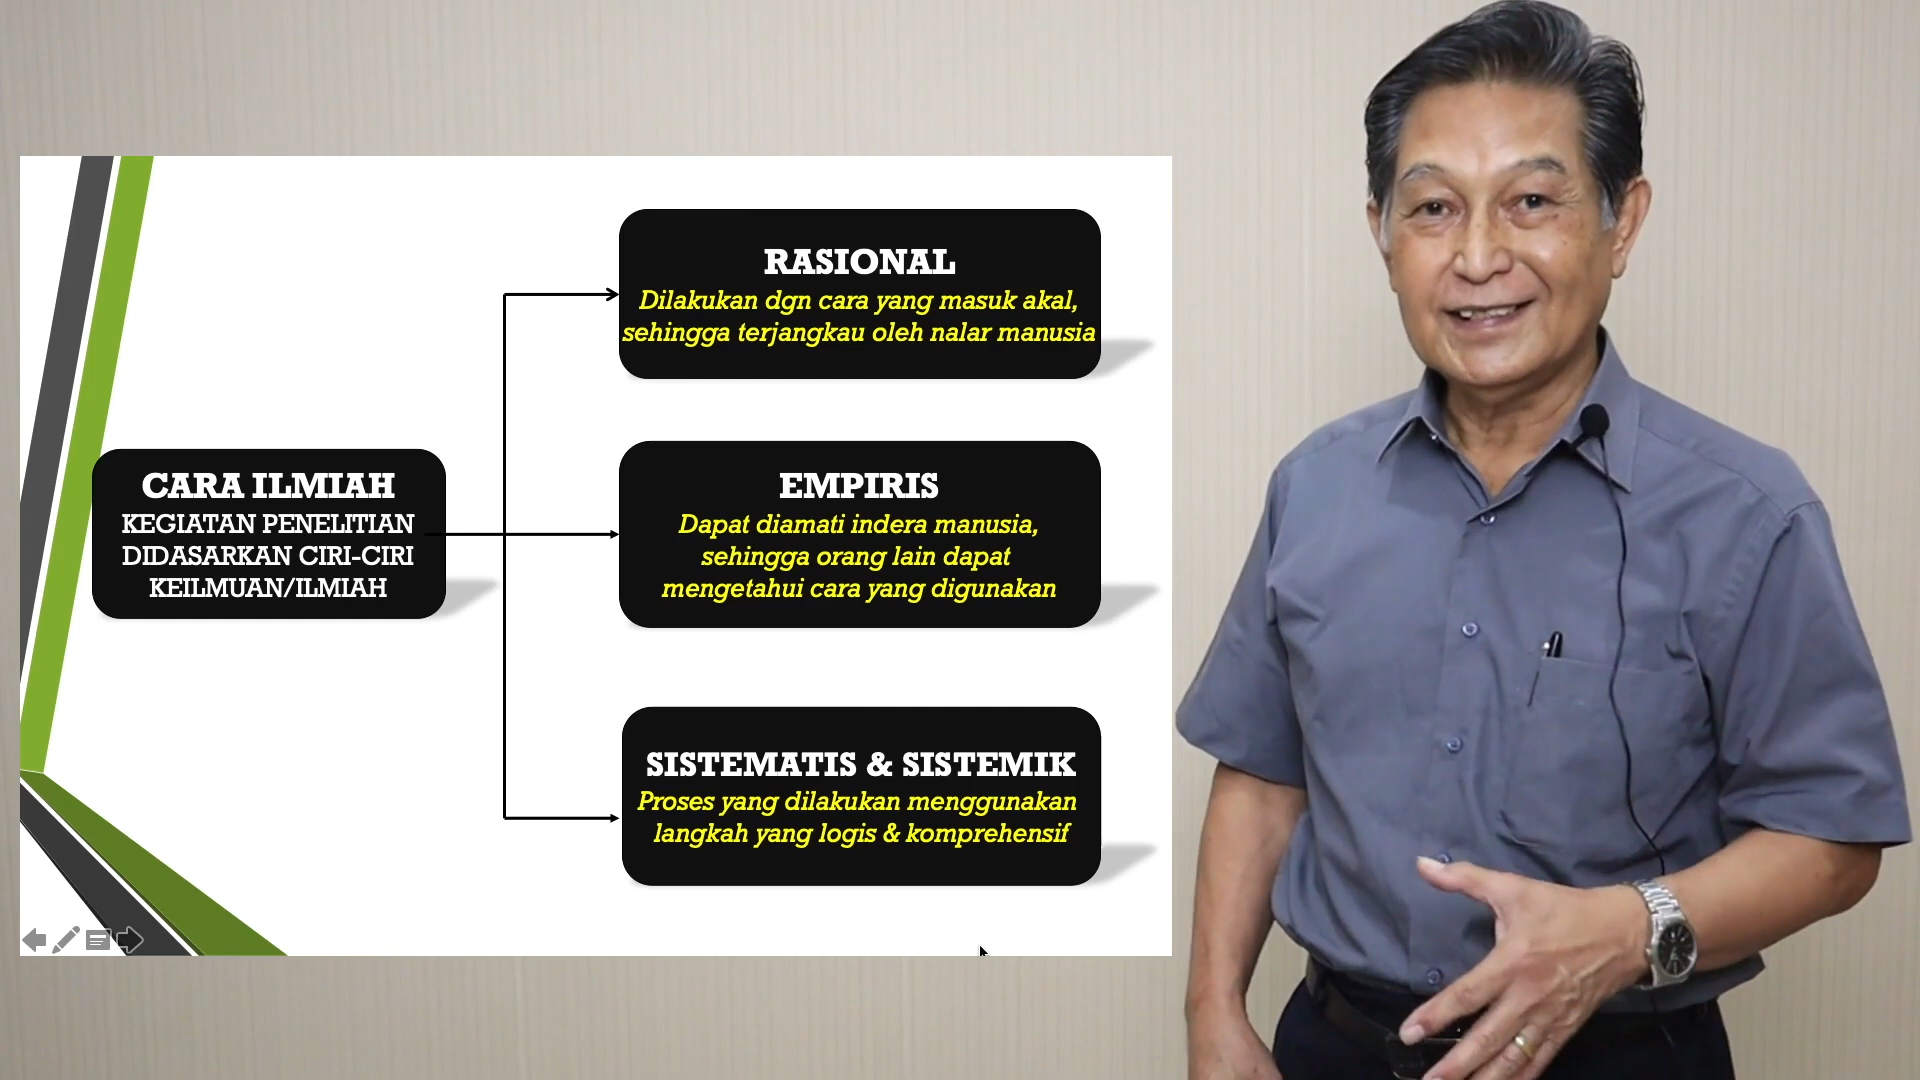 RASIONAL
Dilakukan dgn cara yang masuk akal,
sehingga terjangkau oleh nalar manusia
CARA ILMIAH
KEGIATAN PENELITIAN
DIDASARKAN CIRI-CIRI
KEILMUAN/ILMIAH
EMPIRIS
Dapat diamati indera manusia,
sehingga orang lain dapat
mengetahui cara yang digunakan
SISTEMATIS & SISTEMIK
Proses yang dilakukan menggunakan
langkah yang logis & komprehensif